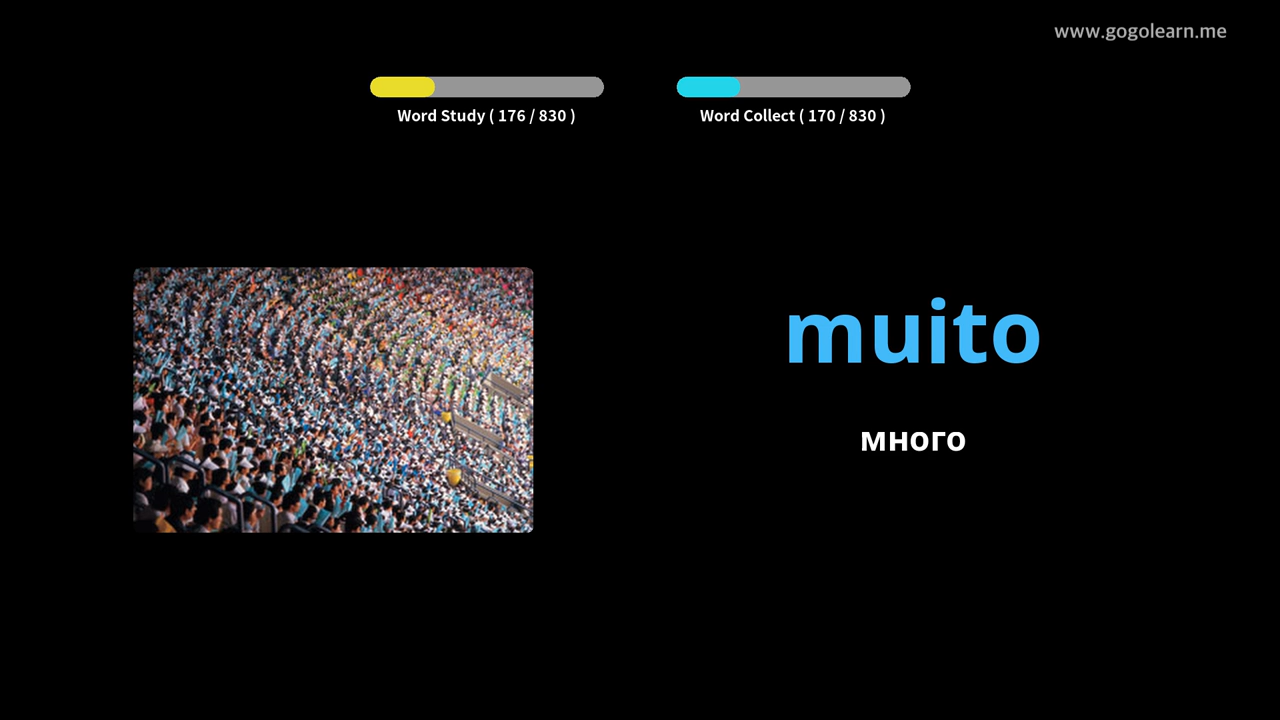 www.gogolearn.me
Word Study ( 176 / 830 )
Word Collect ( 170 / 830 )
muito
много